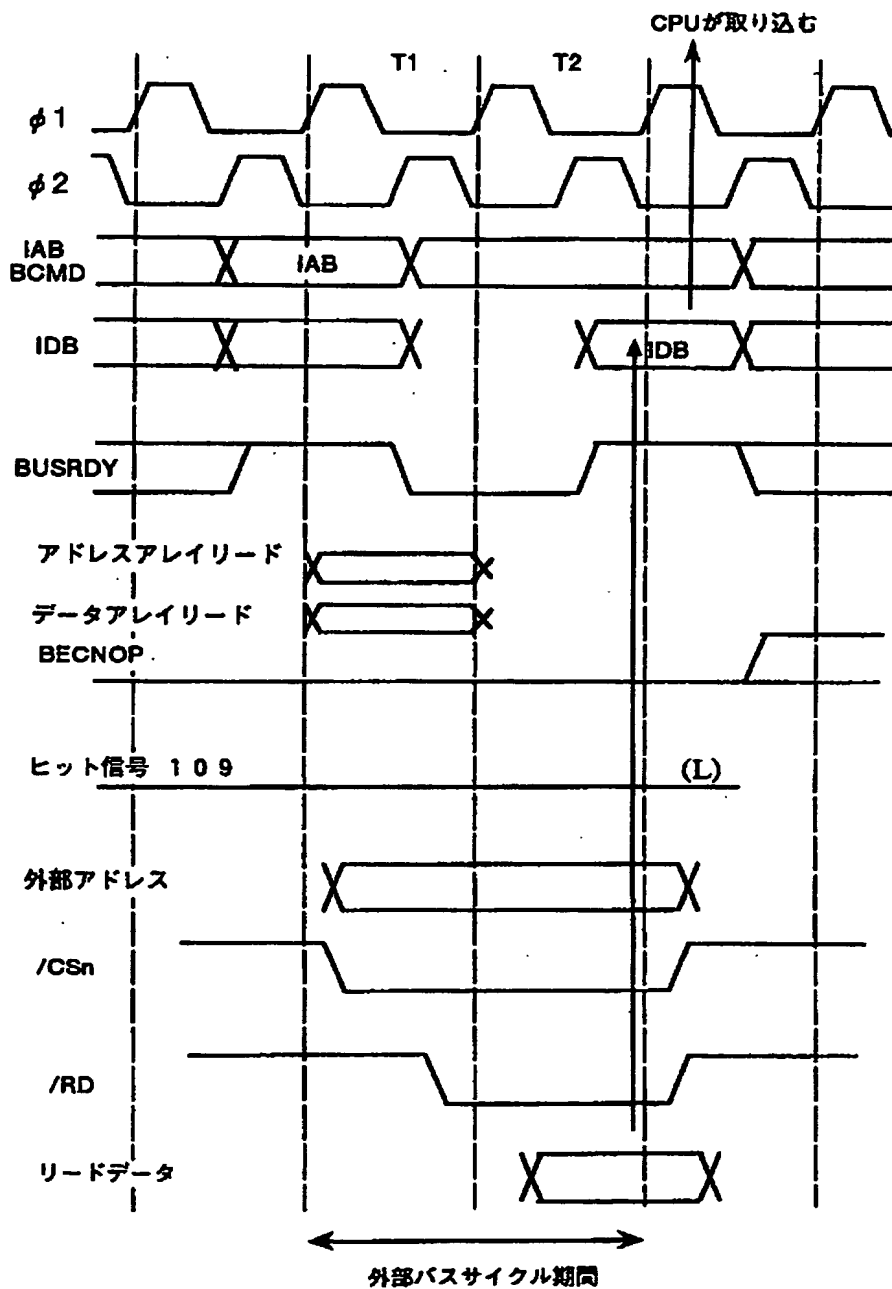 CPUが取り込む
T1 T2
φ1
φ2
IAB
BCMD
IAB
IDB
IDB
BUSRDY
アドレスアレイリード
データアレイリード
BECNOP
ヒット信号 109
(L)
外部アドレス
/CSn
/RD
リードデータ
外部バスサイクル期間